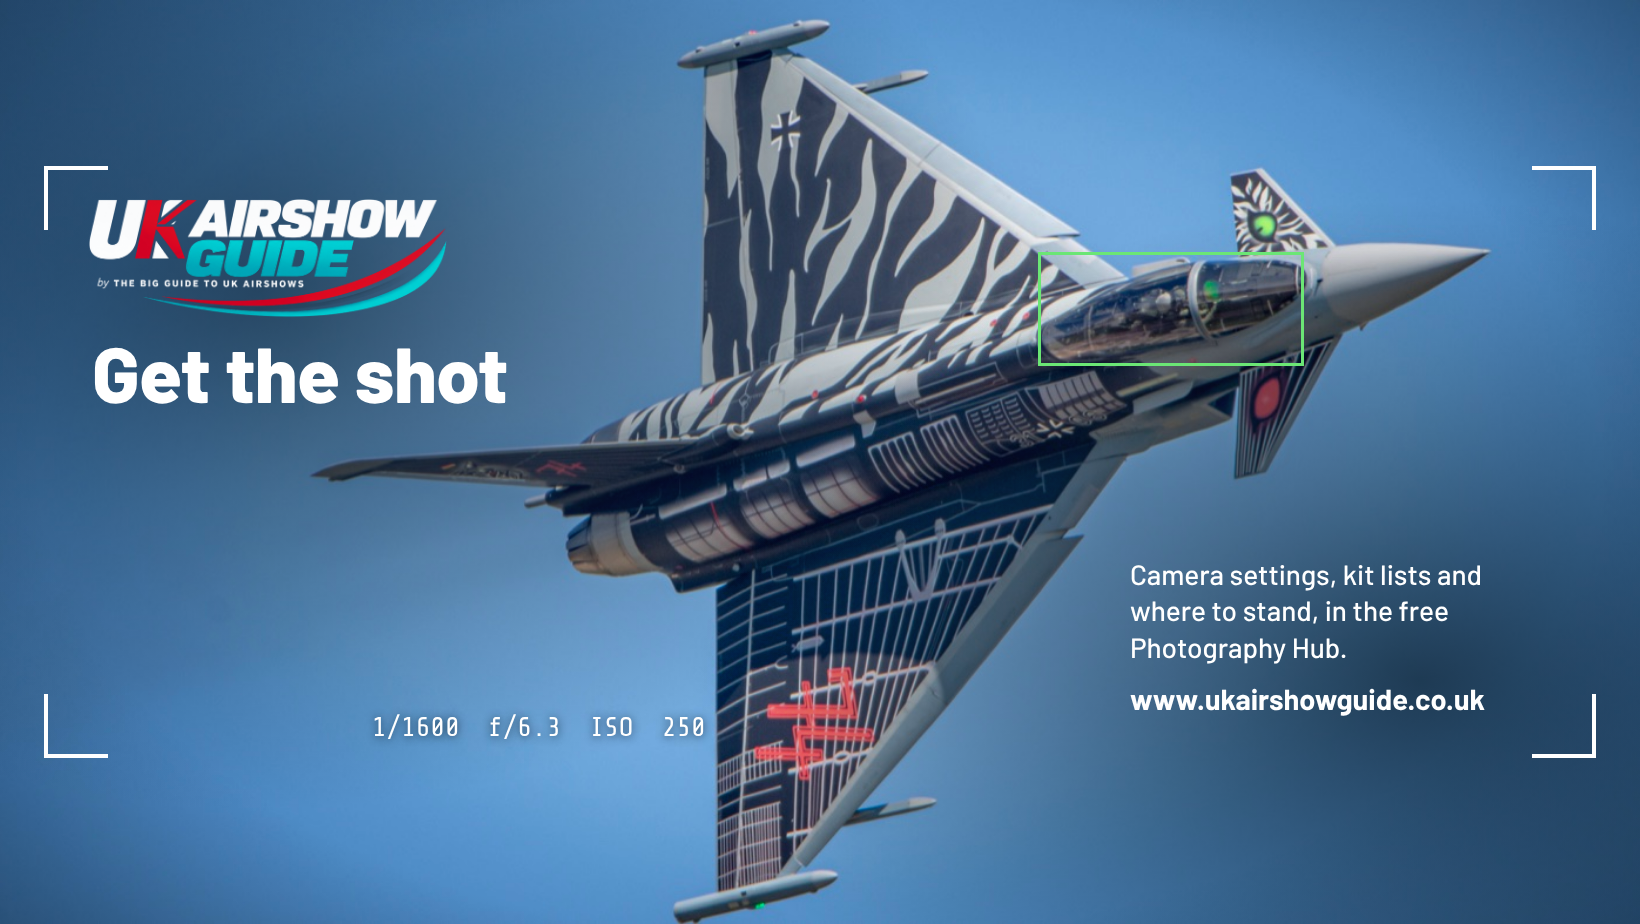 UK AIRSHOW
GUIDE
by THE BIG GUIDE TO UK AIRSHOWS
Get the shot
Camera settings, kit lists and
where to stand, in the free
Photography Hub.
www.ukairshowguide.co.uk
1/1600 f/6.3 ISO 250